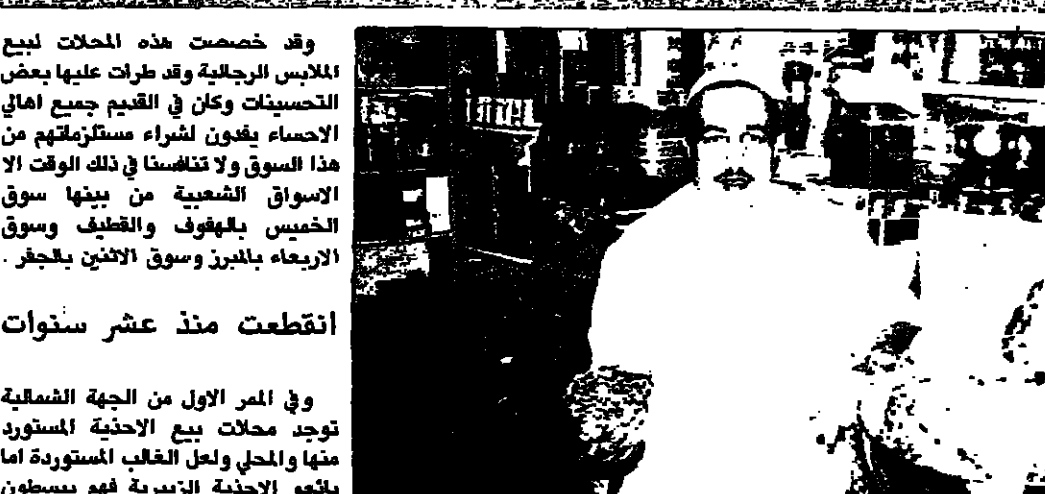 وقد خصصت هذه المحلات لبيع
الملابس الرجالية وقد طرات عليها بعض
التحسينات وكان في القديم جميع اهالي
الاحساء يفدون لشراء مستلزماتهم من
هذا السوق ولا تنافسنا في ذلك الوقت الا
الاسواق الشعبية من بينها سوق
الخميس بالهفوف والقطيف وسوق
الاربعاء بالمبرز وسوق الاثنين بالجفر .
انقطعت منذ عشر سنوات
وفي الممر الاول من الجهة الشمالية
توجد محلات بيع الاحذية المستورد
منها والمحلي ولعل الغالب المستوردة اما
بائعو الاحذية الزبيرية فهم يبسطون